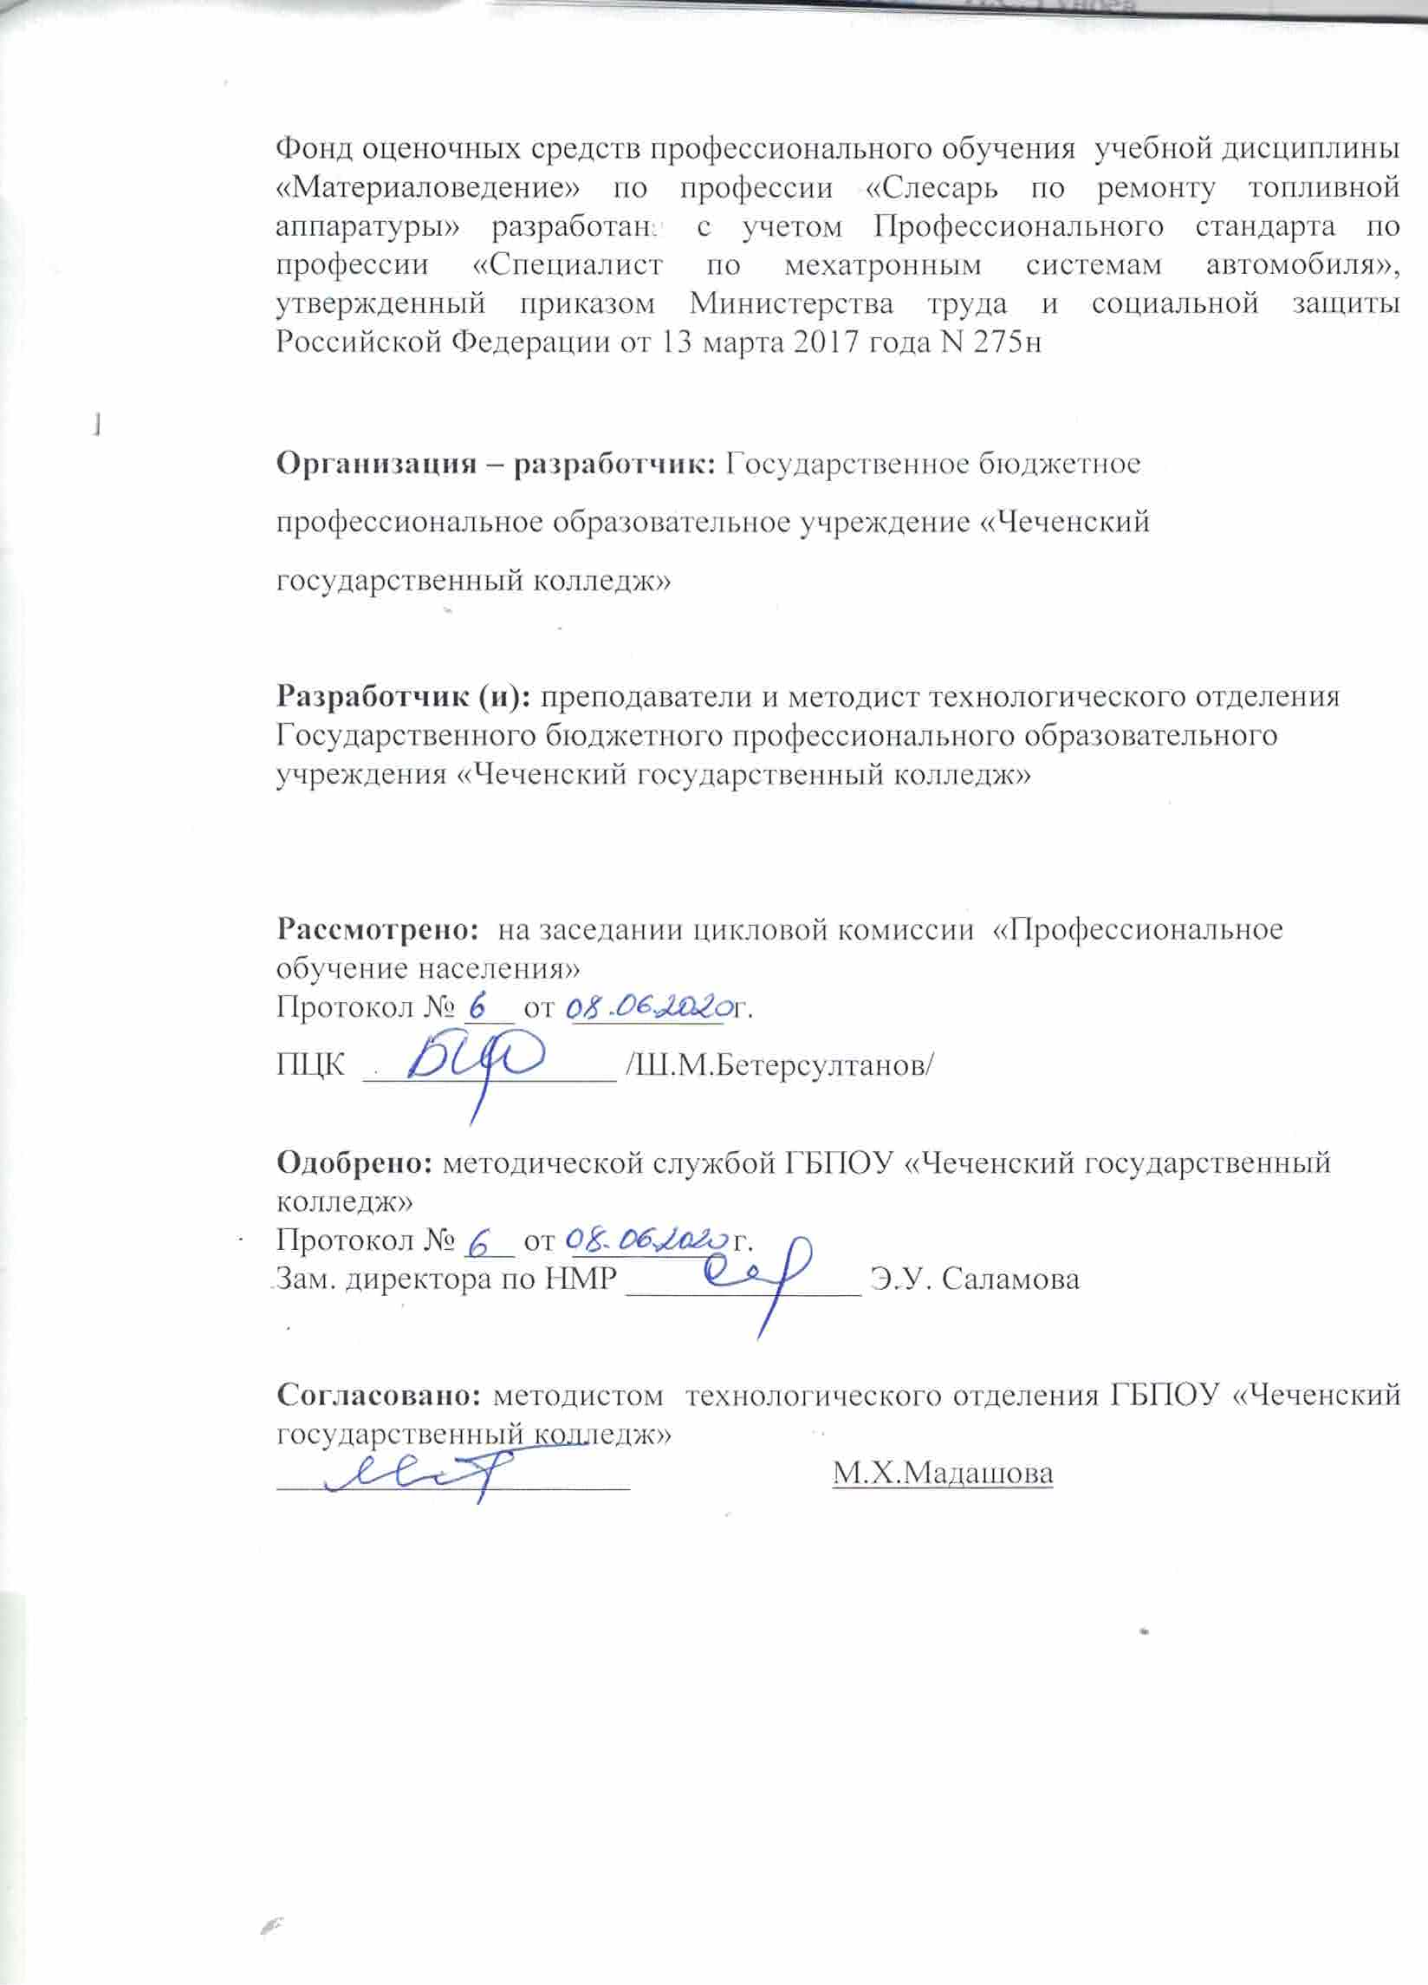 Фонд оценочных средств профессионального обучения учебной дисциплины
«Материаловедение» по профессии «Слесарь по ремонту топливной
аппаратуры» разработан с учетом Профессионального стандарта по
профессии «Специалист по мехатронным системам автомобиля»,
утвержденный приказом Министерства труда и социальной защиты
Российской Федерации от 13 марта 2017 года N 275н
Организация – разработчик: Государственное бюджетное
профессиональное образовательное учреждение «Чеченский
государственный колледж»
Разработчик (и): преподаватели и методист технологического отделения
Государственного бюджетного профессионального образовательного
учреждения «Чеченский государственный колледж»
Рассмотрено: на заседании цикловой комиссии «Профессиональное
обучение населения»
Протокол № 6 от 08.06.2020г.
ПЦК /Ш.М.Бетерсултанов/
Одобрено: методической службой ГБПОУ «Чеченский государственный
колледж»
Протокол № 6 от 08.06.2020г.
Зам. директора по НМР Э.У. Саламова
Согласовано: методистом технологического отделения ГБПОУ «Чеченский
государственный колледж»
М.Х.Мадашова